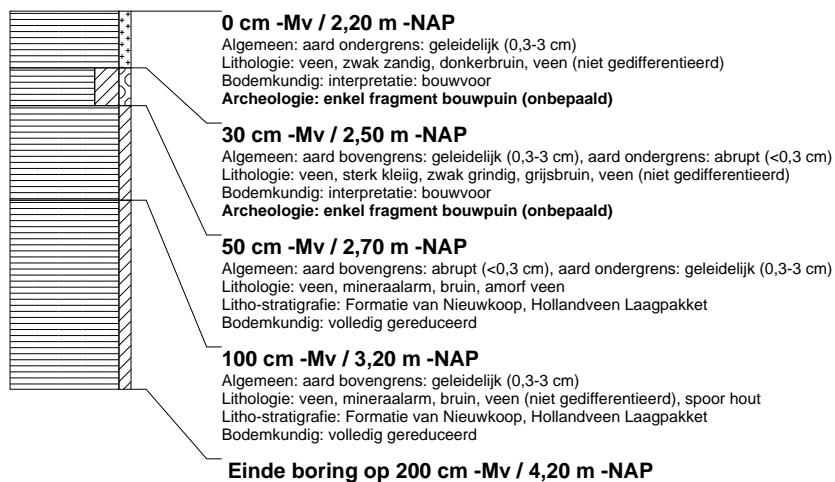 0 cm -Mv / 2,20 m -NAP
Algemeen: aard ondergrens: geleidelijk (0,3-3 cm)
Lithologie: veen, zwak zandig, donkerbruin, veen (niet gedifferentieerd)
Bodemkundig: interpretatie: bouwvoor
Archeologie: enkel fragment bouwpuin (onbepaald)
30 cm -Mv / 2,50 m -NAP
Algemeen: aard bovengrens: geleidelijk (0,3-3 cm), aard ondergrens: abrupt (<0,3 cm)
Lithologie: veen, sterk kleiig, zwak grindig, grijsbruin, veen (niet gedifferentieerd)
Bodemkundig: interpretatie: bouwvoor
Archeologie: enkel fragment bouwpuin (onbepaald)
50 cm -Mv / 2,70 m -NAP
Algemeen: aard bovengrens: abrupt (<0,3 cm), aard ondergrens: geleidelijk (0,3-3 cm)
Lithologie: veen, mineraalarm, bruin, amorf veen
Litho-stratigrafie: Formatie van Nieuwkoop, Hollandveen Laagpakket
Bodemkundig: volledig gereduceerd
100 cm -Mv / 3,20 m -NAP
Algemeen: aard bovengrens: geleidelijk (0,3-3 cm)
Lithologie: veen, mineraalarm, bruin, veen (niet gedifferentieerd), spoor hout
Litho-stratigrafie: Formatie van Nieuwkoop, Hollandveen Laagpakket
Bodemkundig: volledig gereduceerd
Einde boring op 200 cm -Mv / 4,20 m -NAP